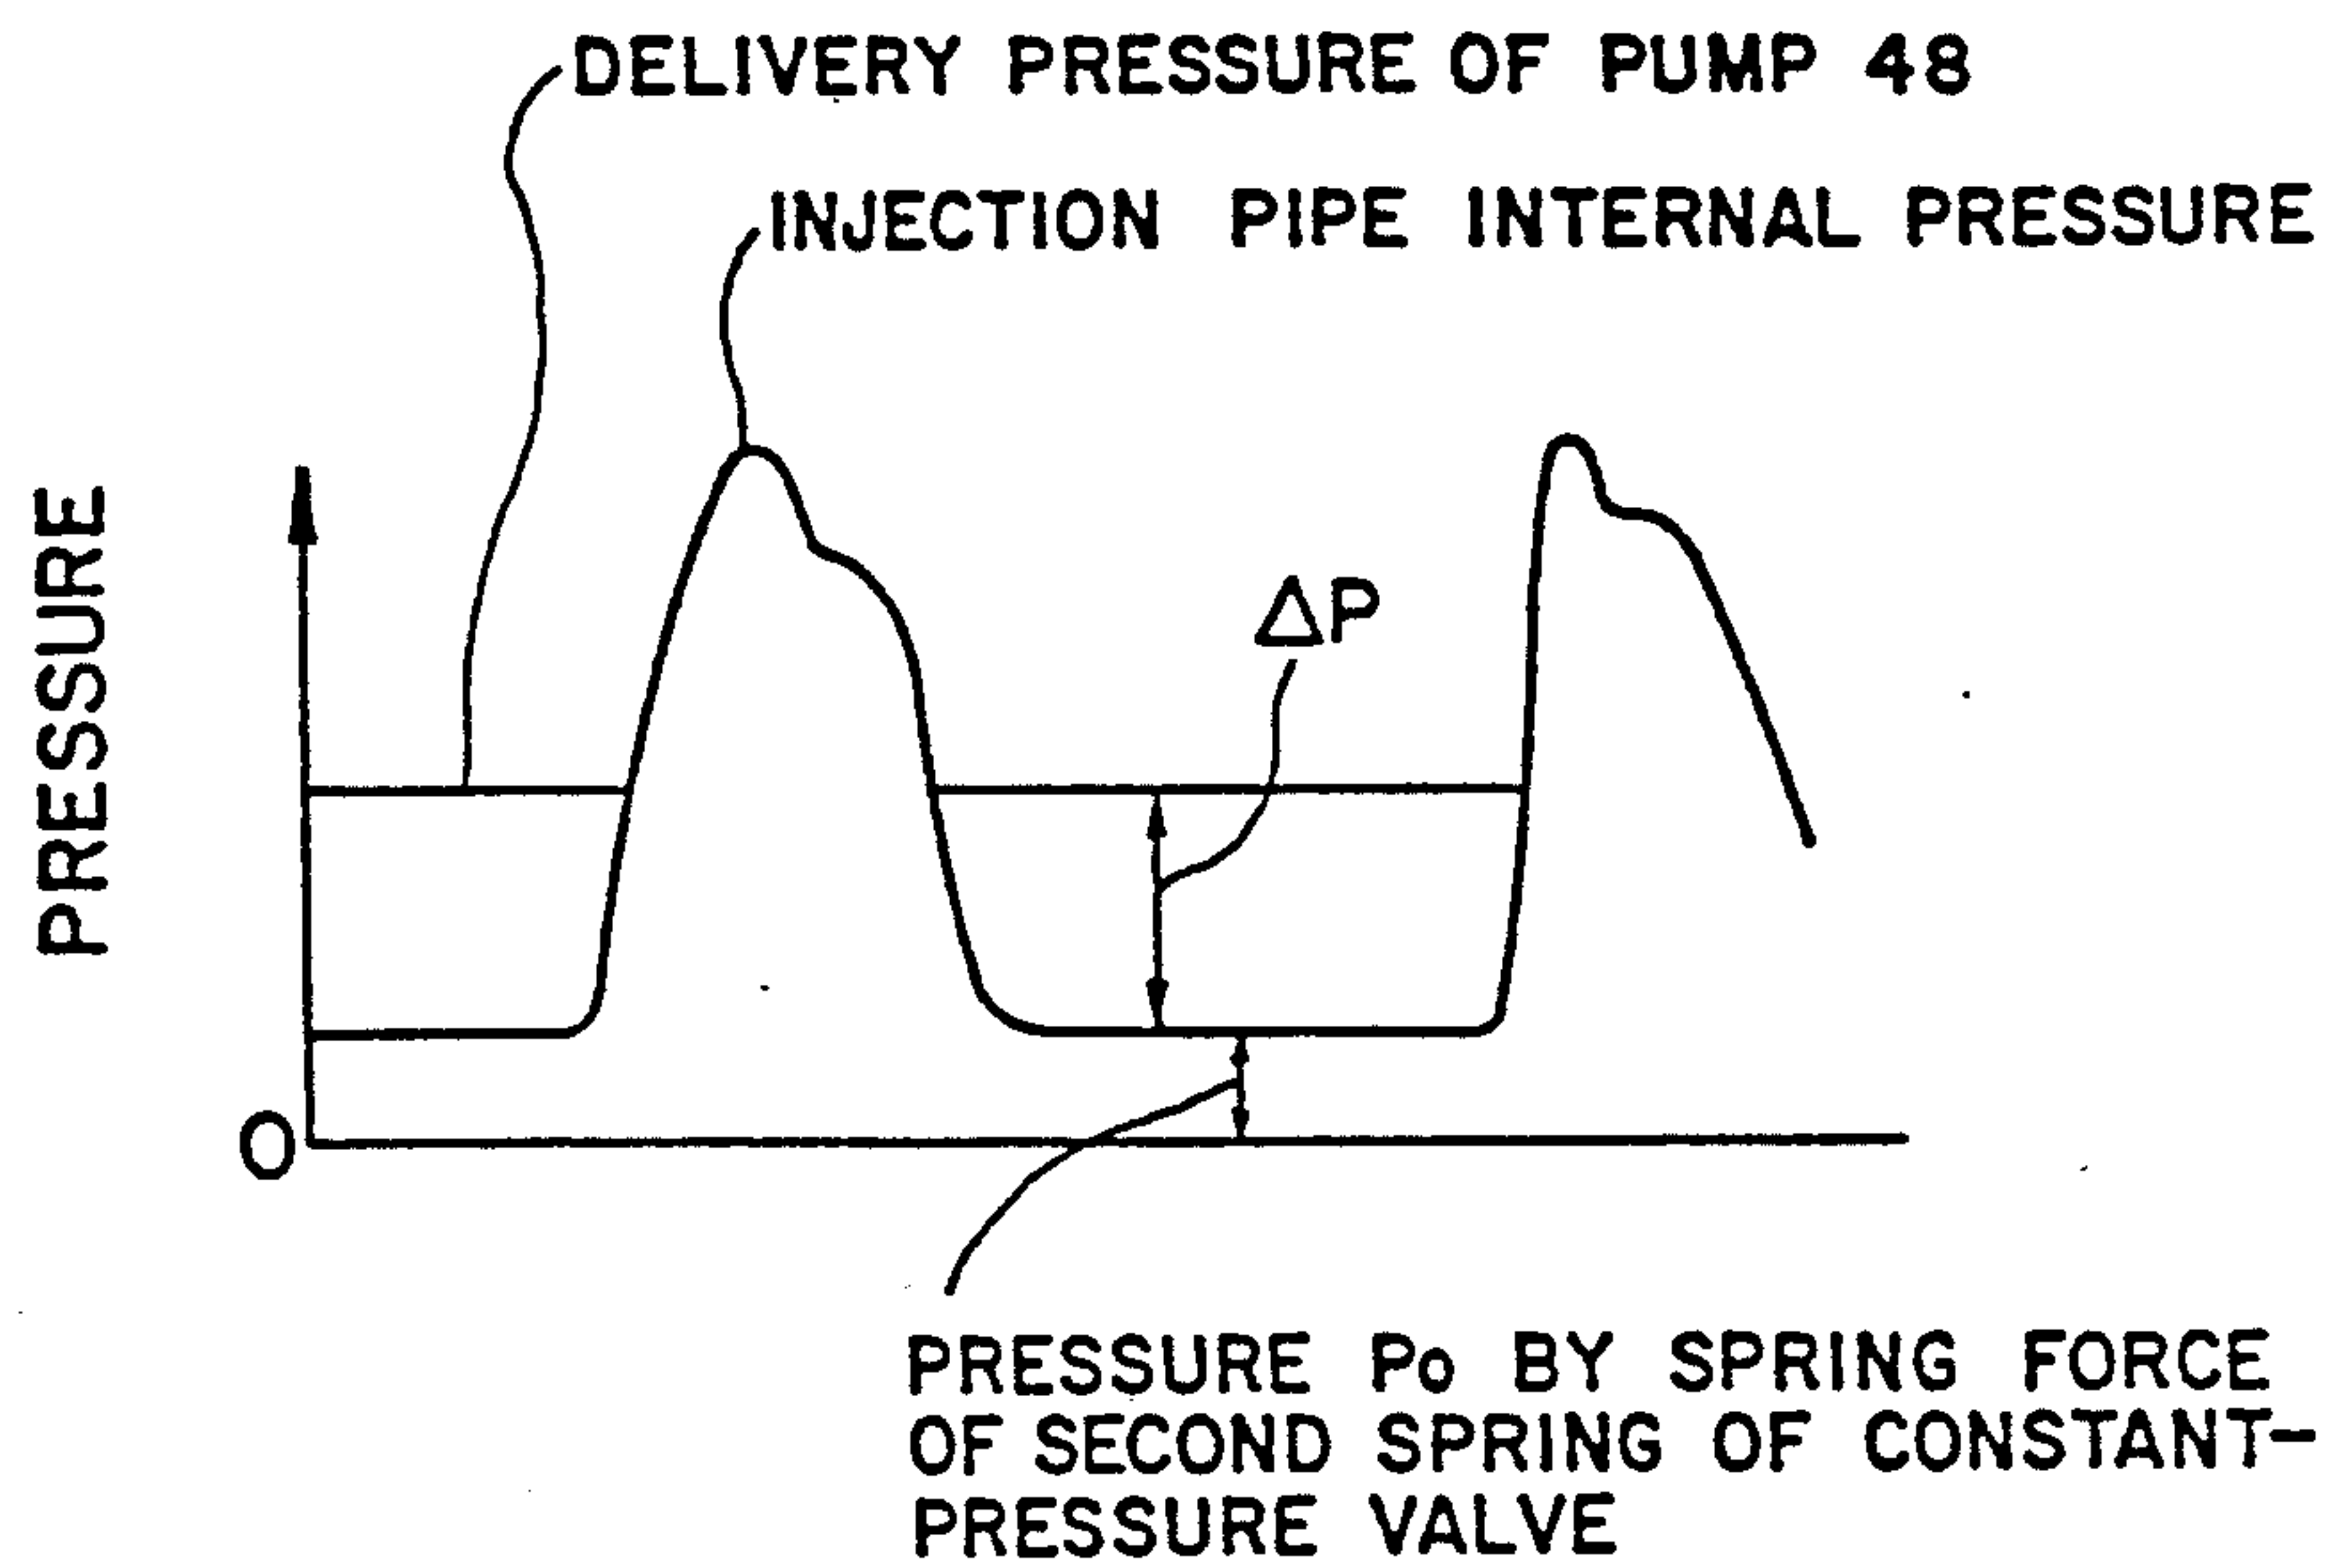 DELIVERY PRESSURE OF PUMP 48
INJECTION PIPE INTERNAL PRESSURE
PRESSURE
ΔP
O
PRESSURE Po BY SPRING FORCE
OF SECOND SPRING OF CONSTANT-
PRESSURE VALVE